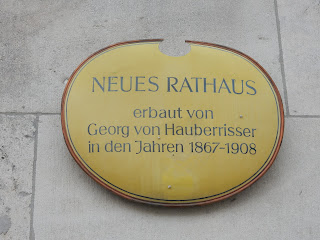 NEUES RATHAUS
erbaut von
Georg von Hauberrisser
in den Jahren 1867-1908